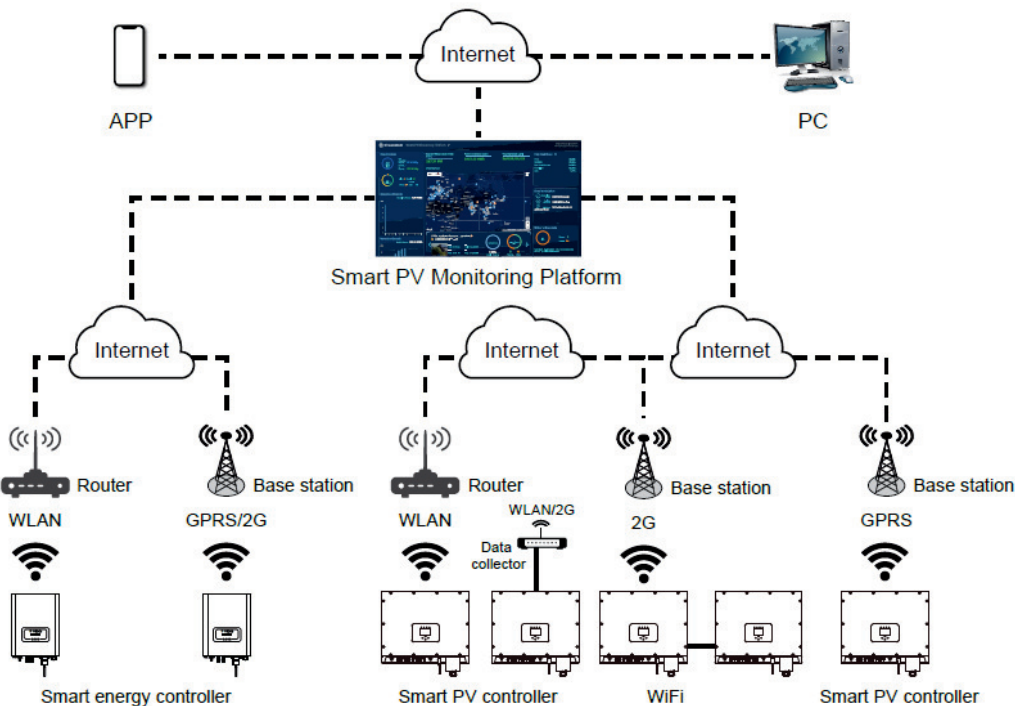 Internet
APP
PC
Smart PV Monitoring Platform
Internet
Internet
Internet
Router
Base station
Router
Base station
Base station
WLAN
GPRS/2G
WLAN
WLAN/2G
2G
GPRS
Data
collector
Smart energy controller
Smart PV controller
WiFi
Smart PV controller